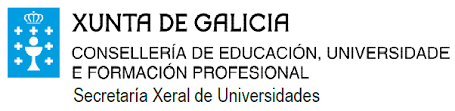 XUNTA DE GALICIA
CONSELLERÍA DE EDUCACIÓN, UNIVERSIDADE
E FORMACIÓN PROFESIONAL
Secretaría Xeral de Universidades